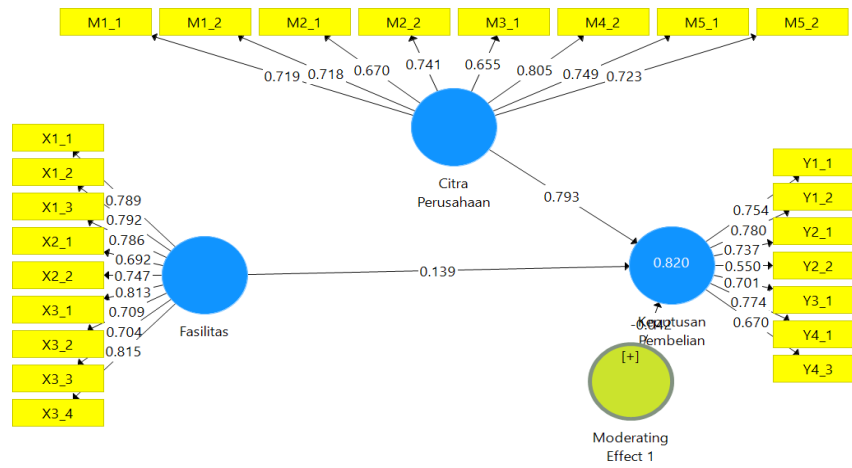 M1_1 M1_2 M2_1 M2_2 M3_1 M4_2 M5_1 M5_2
0.719 0.718 0.670 0.741 0.655 0.805 0.749 0.723
Citra
Perusahaan
X1_1
X1_2
X1_3
X2_1
X2_2
X3_1
X3_2
X3_3
X3_4
0.789
0.792
0.786
0.692
0.747
0.813
0.709
0.704
0.815
Fasilitas
0.793
0.139
0.820
Keputusan
Pembelian
-0.042
[+]
Moderating
Effect 1
0.754
0.780
0.737
0.550
0.701
0.774
0.670
Y1_1
Y1_2
Y2_1
Y2_2
Y3_1
Y4_1
Y4_3